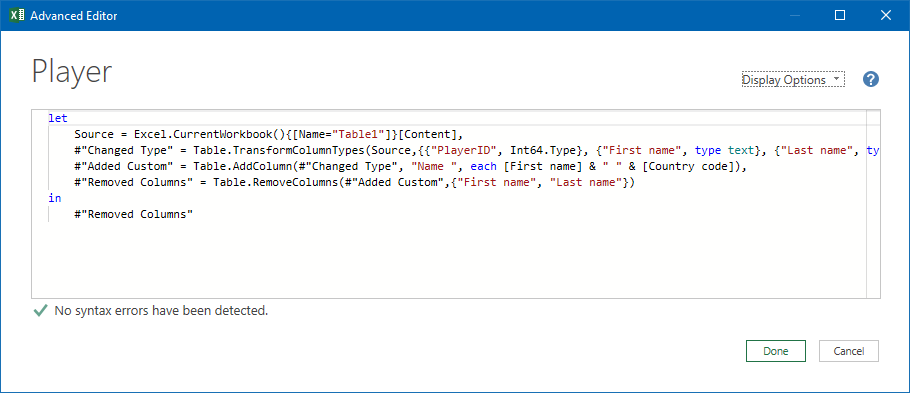 Advanced Editor
Player
Display Options
let
Source = Excel.CurrentWorkbook(){[Name="Table1"]}[Content],
#"Changed Type" = Table.TransformColumnTypes(Source,{{"PlayerID", Int64.Type}, {"First name", type text}, {"Last name", ty
#"Added Custom" = Table.AddColumn(#"Changed Type", "Name ", each [First name] & " " & [Country code]),
#"Removed Columns" = Table.RemoveColumns(#"Added Custom",{"First name", "Last name"})
in
#"Removed Columns"
No syntax errors have been detected.
Done
Cancel